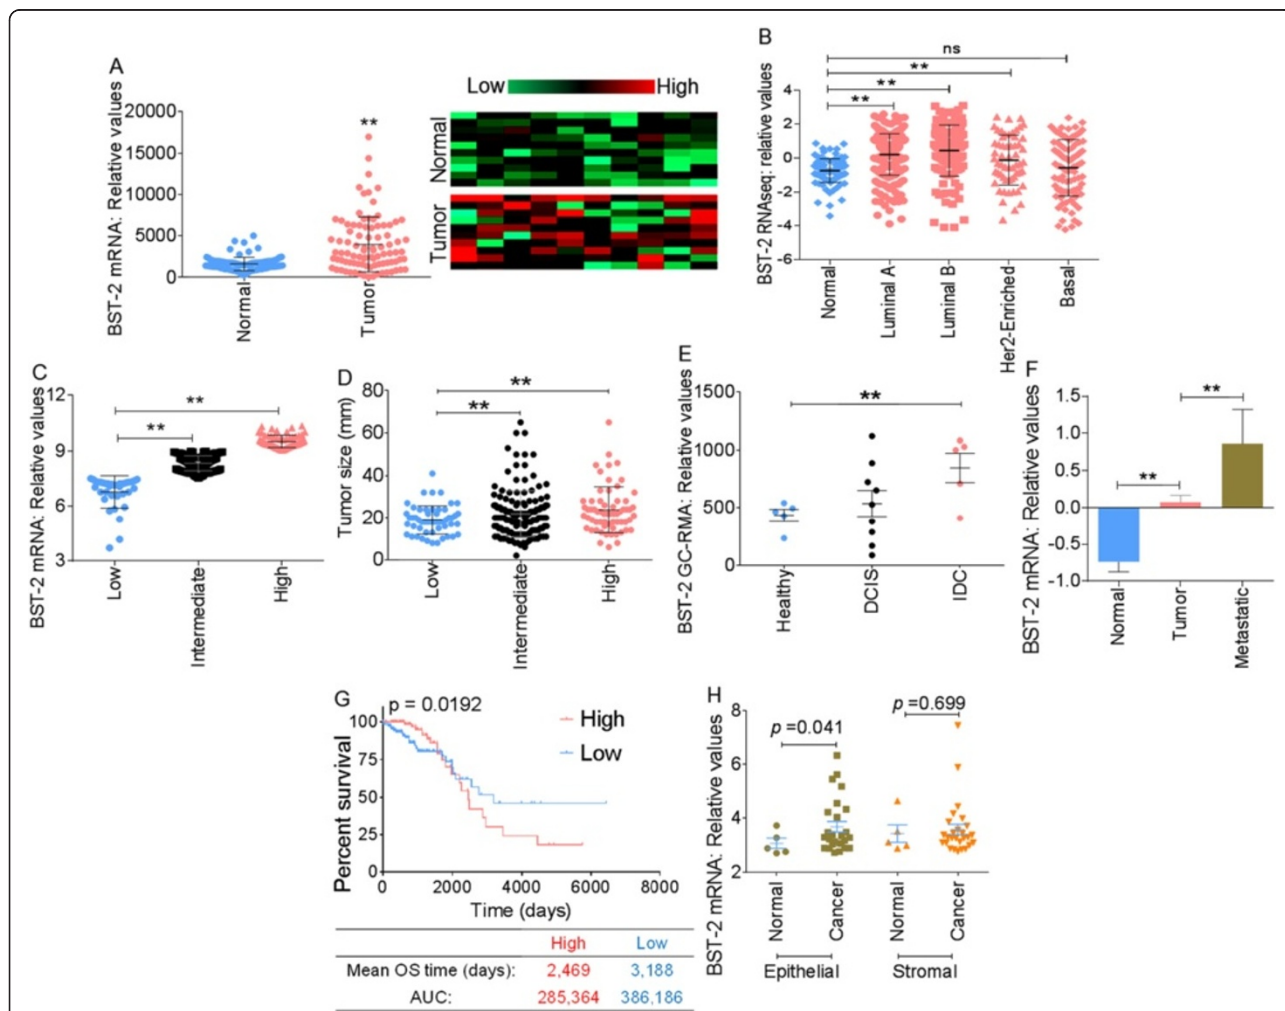 A
BST-2 mRNA: Relative values
20000
15000
10000
5000
0
**
Normal
Tumor
Low
High
Normal
Tumor
B
BST-2 RNAseq: relative values
4
2
0
-2
-4
-6
ns
**
**
**
Normal
Luminal A
Luminal B
Her2-Enriched
Basal
C
BST-2 mRNA: Relative values
12
9
6
3
**
**
Low
Intermediate
High
D
Tumor size (mm)
80
60
40
20
0
**
**
Low
Intermediate
High
E
BST-2 GC-RMA: Relative values
1500
1000
500
0
**
Healthy
DCIS
IDC
F
BST-2 mRNA: Relative values
1.5
1.0
0.5
0.0
-0.5
-1.0
**
**
Normal
Tumor
Metastatic
G
p = 0.0192
Percent survival
100
75
50
25
0
High
Low
0 2000 4000 6000 8000
Time (days)
High Low
Mean OS time (days): 2,469 3,188
AUC: 285,364 386,186
H
BST-2 mRNA: Relative values
8
6
4
2
p =0.041
p =0.699
Normal
Cancer
Normal
Cancer
Epithelial
Stromal